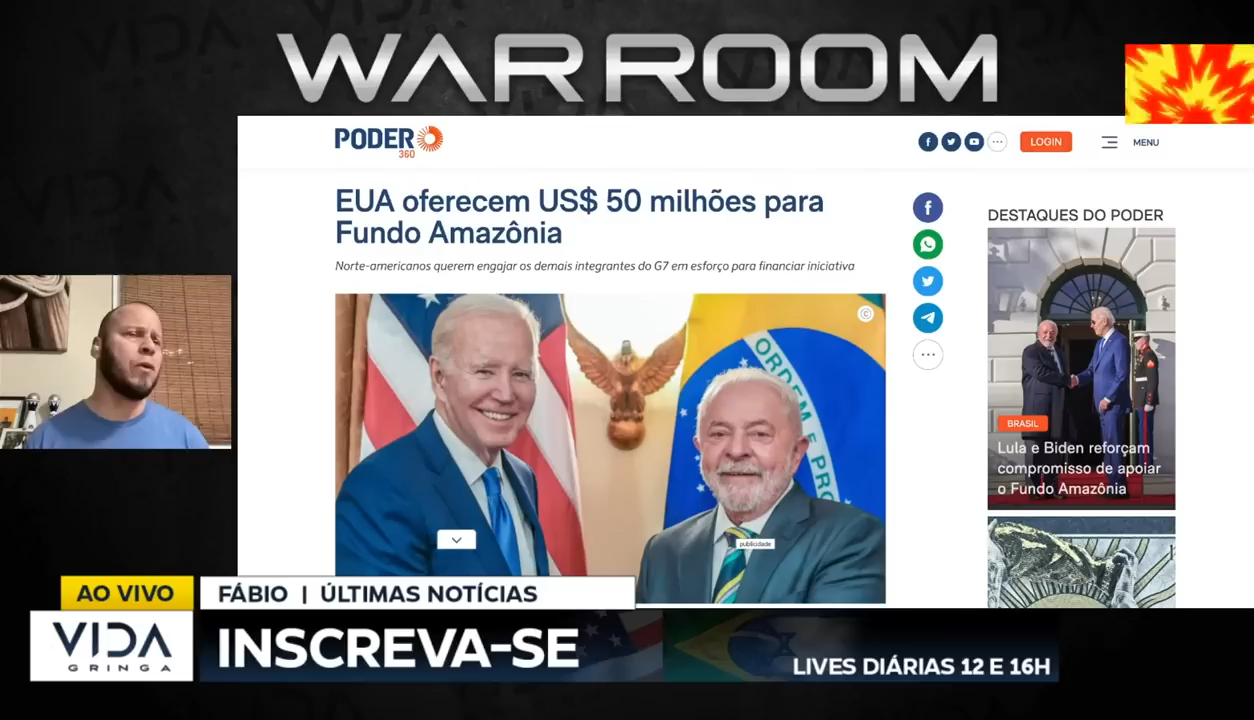 WAR ROOM
PODER
360
LOGIN
MENU
EUA oferecem US$ 50 milhões para
Fundo Amazônia
Norte-americanos querem engajar os demais integrantes do G7 em esforço para financiar iniciativa
DESTAQUES DO PODER
ORDEM E PRO
BRASIL
Lula e Biden reforçam
compromisso de apoiar
o Fundo Amazônia
publicidade
AO VIVO
FÁBIO | ÚLTIMAS NOTÍCIAS
VIDA
GRINGA
INSCREVA-SE
LIVES DIÁRIAS 12 E 16H